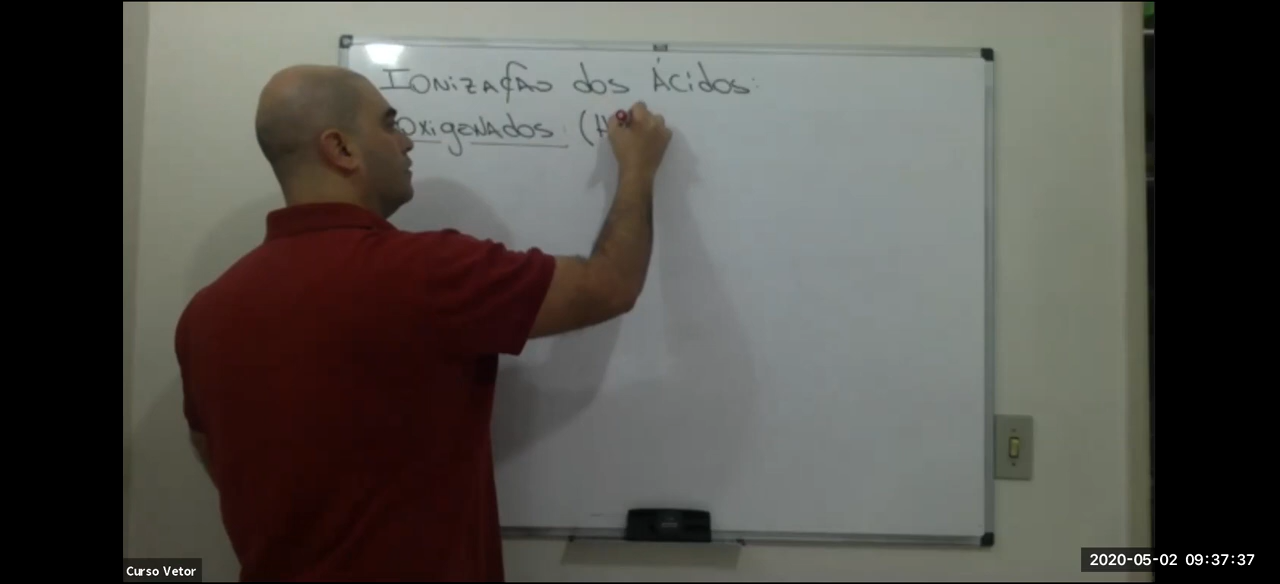 Ionização dos Ácidos:
oxigenados: (H
Curso Vetor
2020-05-02 09:37:37